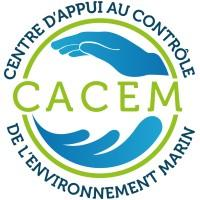 CENTRE D'APPUI AU CONTRÔLE
CACEM
DE L'ENVIRONNEMENT MARIN